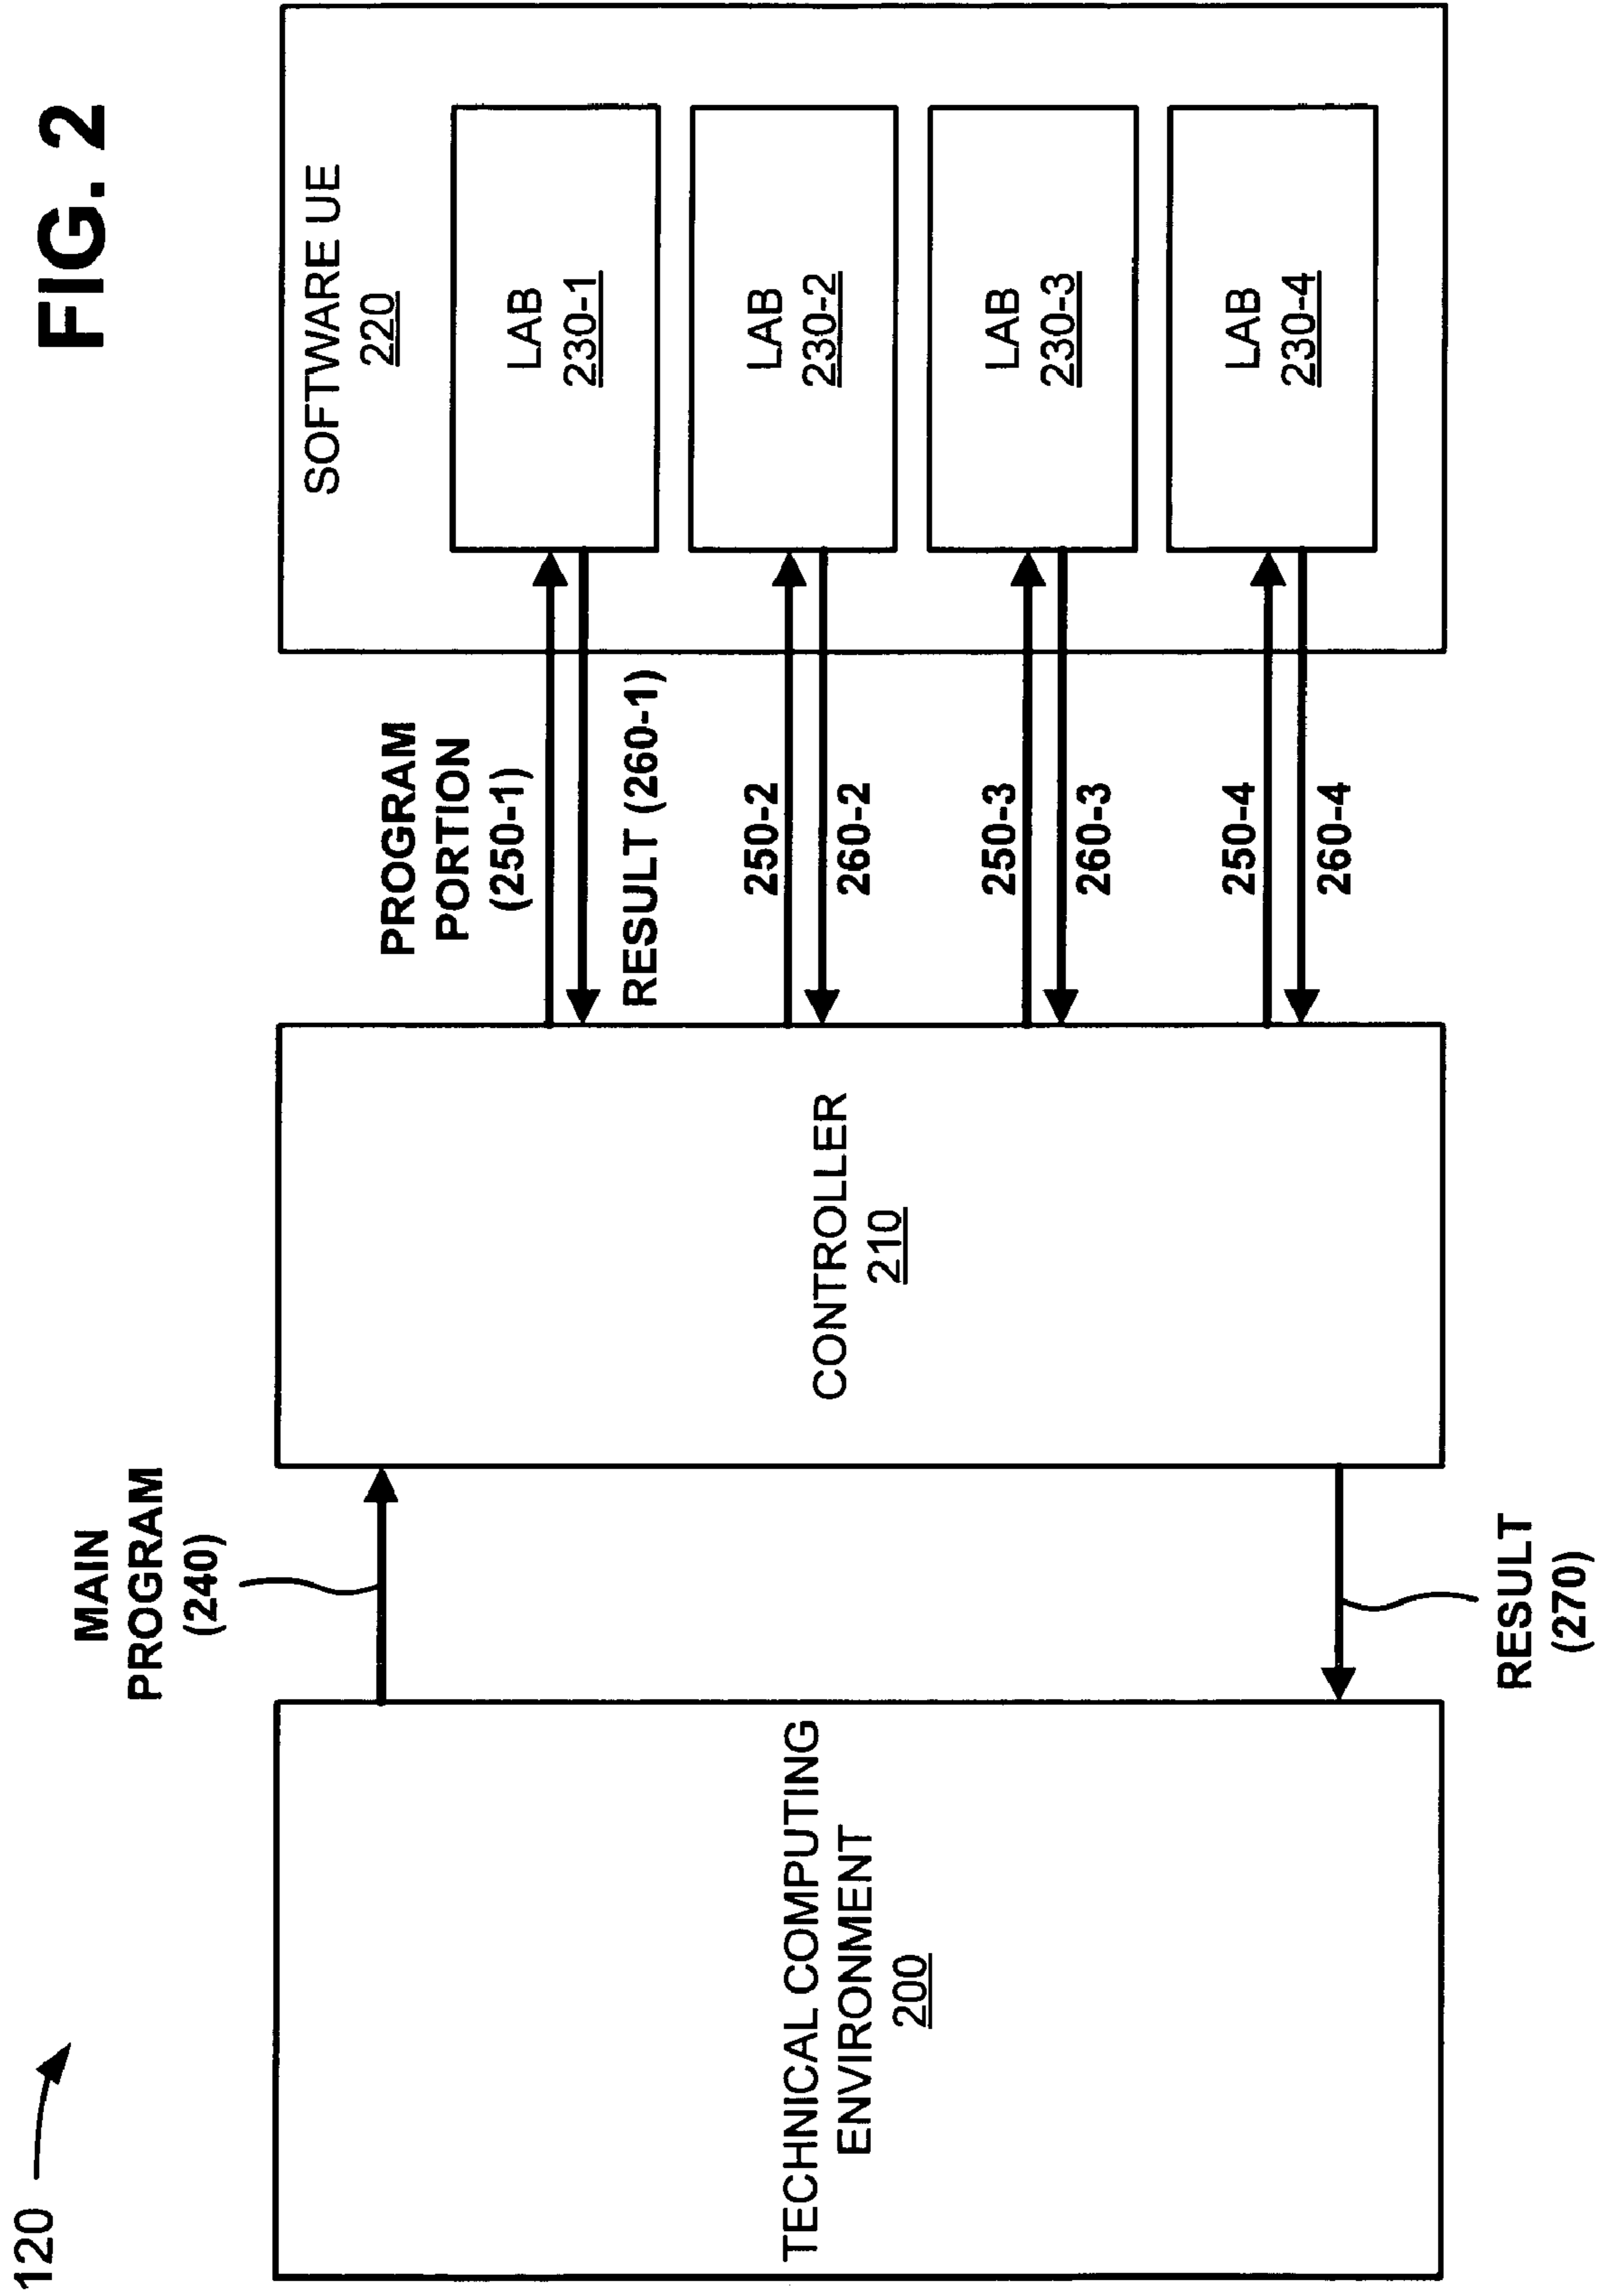 FIG. 2
120
TECHNICAL COMPUTING
ENVIRONMENT
200
MAIN
PROGRAM
(240)
RESULT
(270)
CONTROLLER
210
PROGRAM
PORTION
(250-1)
RESULT (260-1)
250-2
260-2
250-3
260-3
250-4
260-4
SOFTWARE UE
220
LAB
230-1
LAB
230-2
LAB
230-3
LAB
230-4